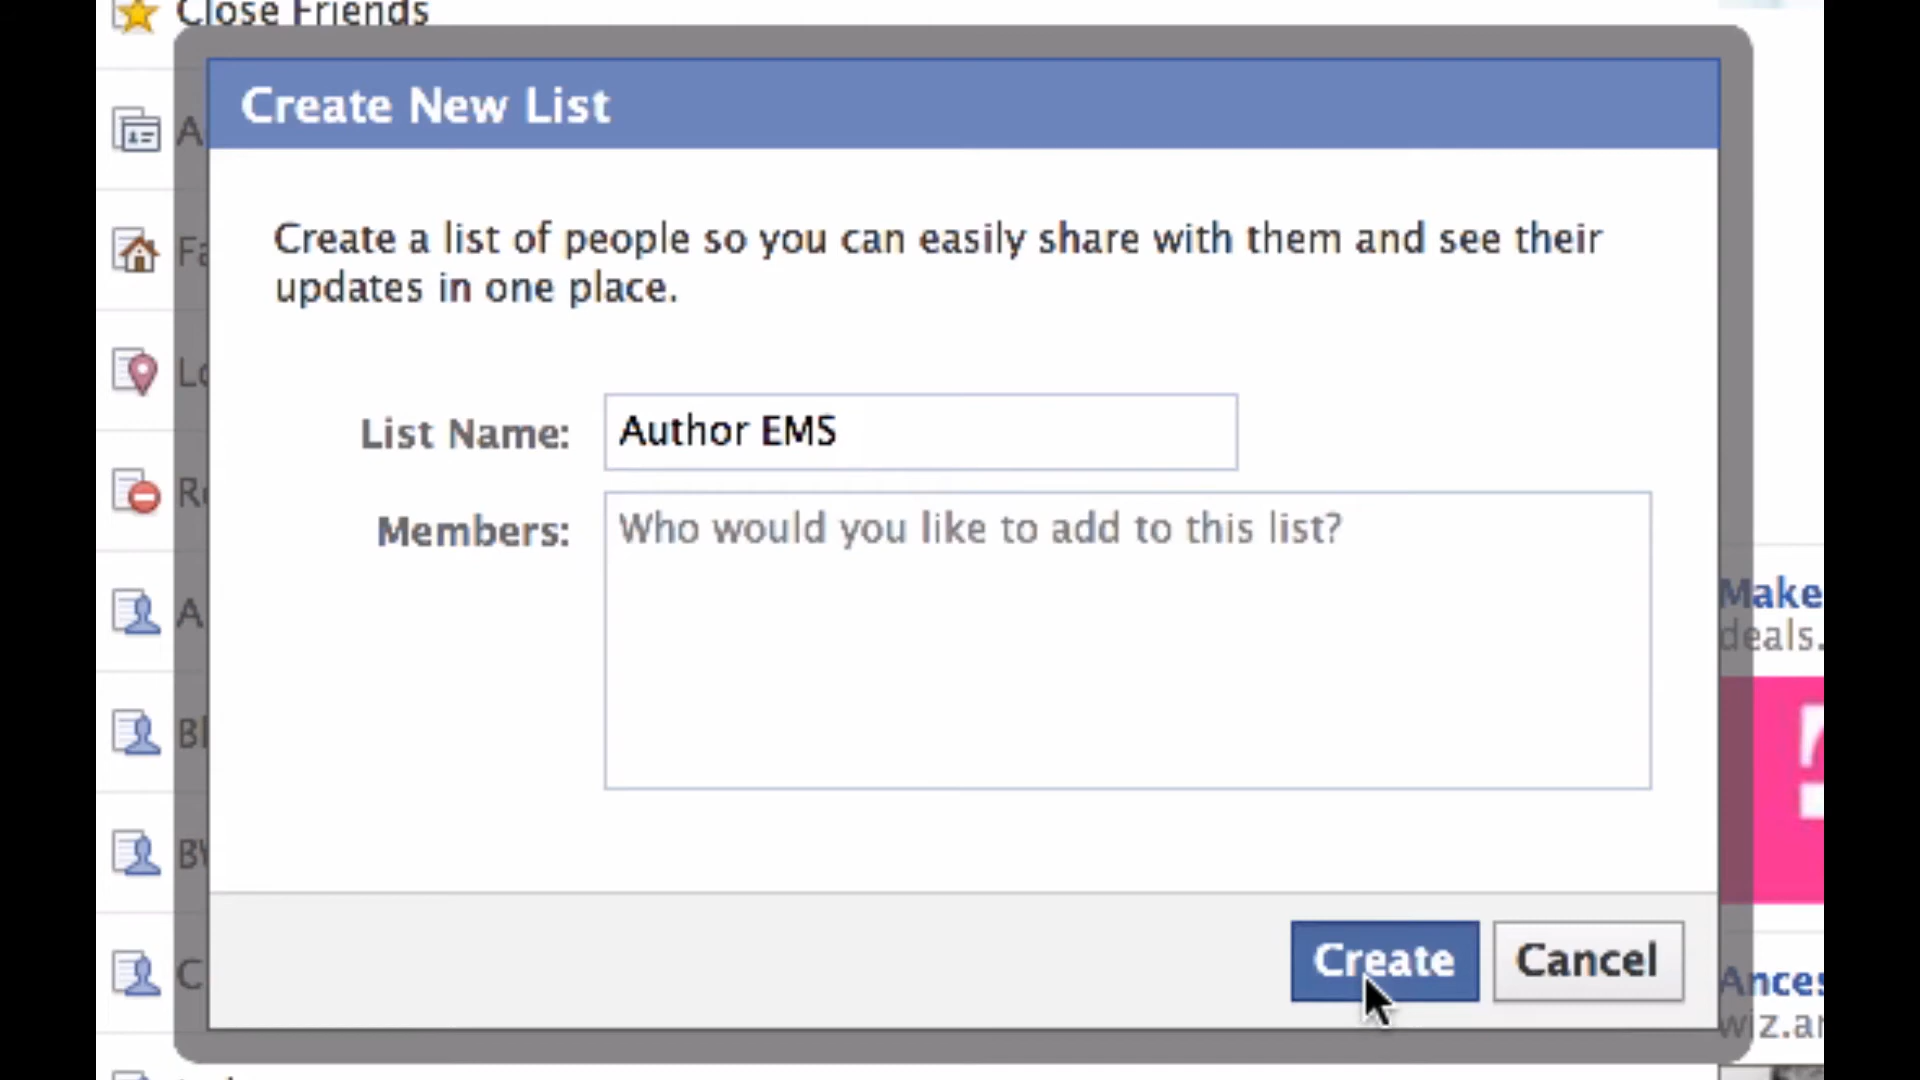 Close Friends
Create New List
Create a list of people so you can easily share with them and see their
updates in one place.
List Name: Author EMS
Members: Who would you like to add to this list?
Make
deals.
Create Cancel